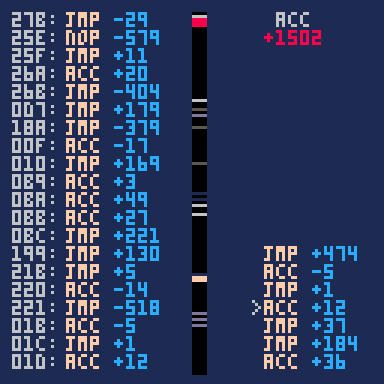 27B: JMP -29
25E: NOP -579
25F: JMP +11
26A: ACC +20
26B: JMP -404
0D7: JMP +179
18A: JMP -379
00F: ACC -17
010: JMP +169
0B9: ACC +3
0BA: ACC +49
0BB: ACC +27
0BC: JMP +221
199: JMP +130
21B: JMP +5
220: ACC -14
221: JMP -518
01B: ACC -5
01C: JMP +1
01D: ACC +12
ACC
+1502
JMP +474
ACC -5
JMP +1
>ACC +12
JMP +37
JMP +184
ACC +36